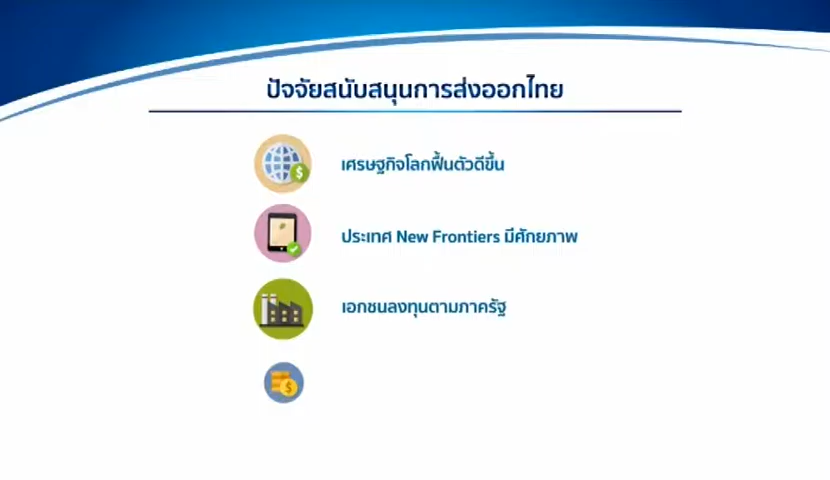 ปัจจัยสนับสนุนการส่งออกไทย
เศรษฐกิจโลกฟื้นตัวดีขึ้น
ประเทศ New Frontiers มีศักยภาพ
เอกชนลงทุนตามภาครัฐ